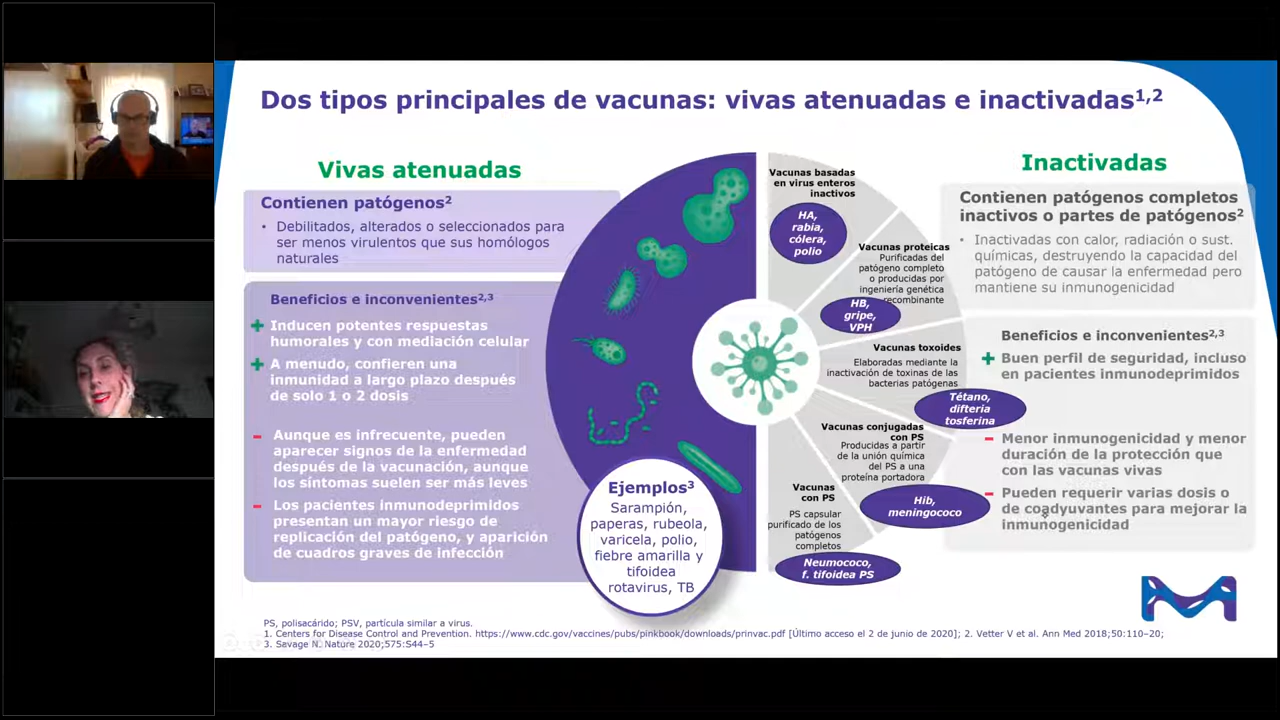 Dos tipos principales de vacunas: vivas atenuadas e inactivadas1,2
Vivas atenuadas
Contienen patógenos2
• Debilitados, alterados o seleccionados para
ser menos virulentos que sus homólogos
naturales
Beneficios e inconvenientes2,3
+ Inducen potentes respuestas
humorales y con mediación celular
+ A menudo, confieren una
inmunidad a largo plazo después
de solo 1 o 2 dosis
– Aunque es infrecuente, pueden
aparecer signos de la enfermedad
después de la vacunación, aunque
los síntomas suelen ser más leves
– Los pacientes inmunodeprimidos
presentan un mayor riesgo de
replicación del patógeno, y aparición
de cuadros graves de infección
Ejemplos3
Sarampión,
paperas, rubeola,
varicela, polio,
fiebre amarilla y
tifoidea
rotavirus, TB
Vacunas basadas
en virus enteros
inactivos
HA,
rabia,
cólera,
polio
Vacunas proteicas
Purificadas del
patógeno completo
o producidas por
ingeniería genética
recombinante
HB,
gripe,
VPH
Vacunas toxoides
Elaboradas mediante la
inactivación de toxinas de las
bacterias patógenas
Tétano,
difteria
tosferina
Vacunas conjugadas
con PS
Producidas a partir
de la unión química
del PS a una
proteína portadora
Hib,
meningococo
Vacunas
con PS
PS capsular
purificado de los
patógenos
completos
Neumococo,
f. tifoidea PS
Inactivadas
Contienen patógenos completos
inactivos o partes de patógenos2
• Inactivadas con calor, radiación o sust.
químicas, destruyendo la capacidad del
patógeno de causar la enfermedad pero
mantiene su inmunogenicidad
Beneficios e inconvenientes2,3
+ Buen perfil de seguridad, incluso
en pacientes inmunodeprimidos
– Menor inmunogenicidad y menor
duración de la protección que
con las vacunas vivas
– Pueden requerir varias dosis o
de coadyuvantes para mejorar la
inmunogenicidad
PS, polisacárido; PSV, partícula similar a virus.
1. Centers for Disease Control and Prevention. https://www.cdc.gov/vaccines/pubs/pinkbook/downloads/prinvac.pdf [Último acceso el 2 de junio de 2020]; 2. Vetter V et al. Ann Med 2018;50:110–20;
3. Savage N. Nature 2020;575:S44–5